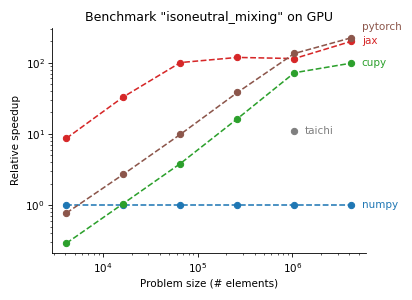 Benchmark "isoneutral_mixing" on GPU
pytorch
jax
cupy
taichi
numpy
Relative speedup
10²
10¹
10⁰
10⁴
10⁵
10⁶
Problem size (# elements)